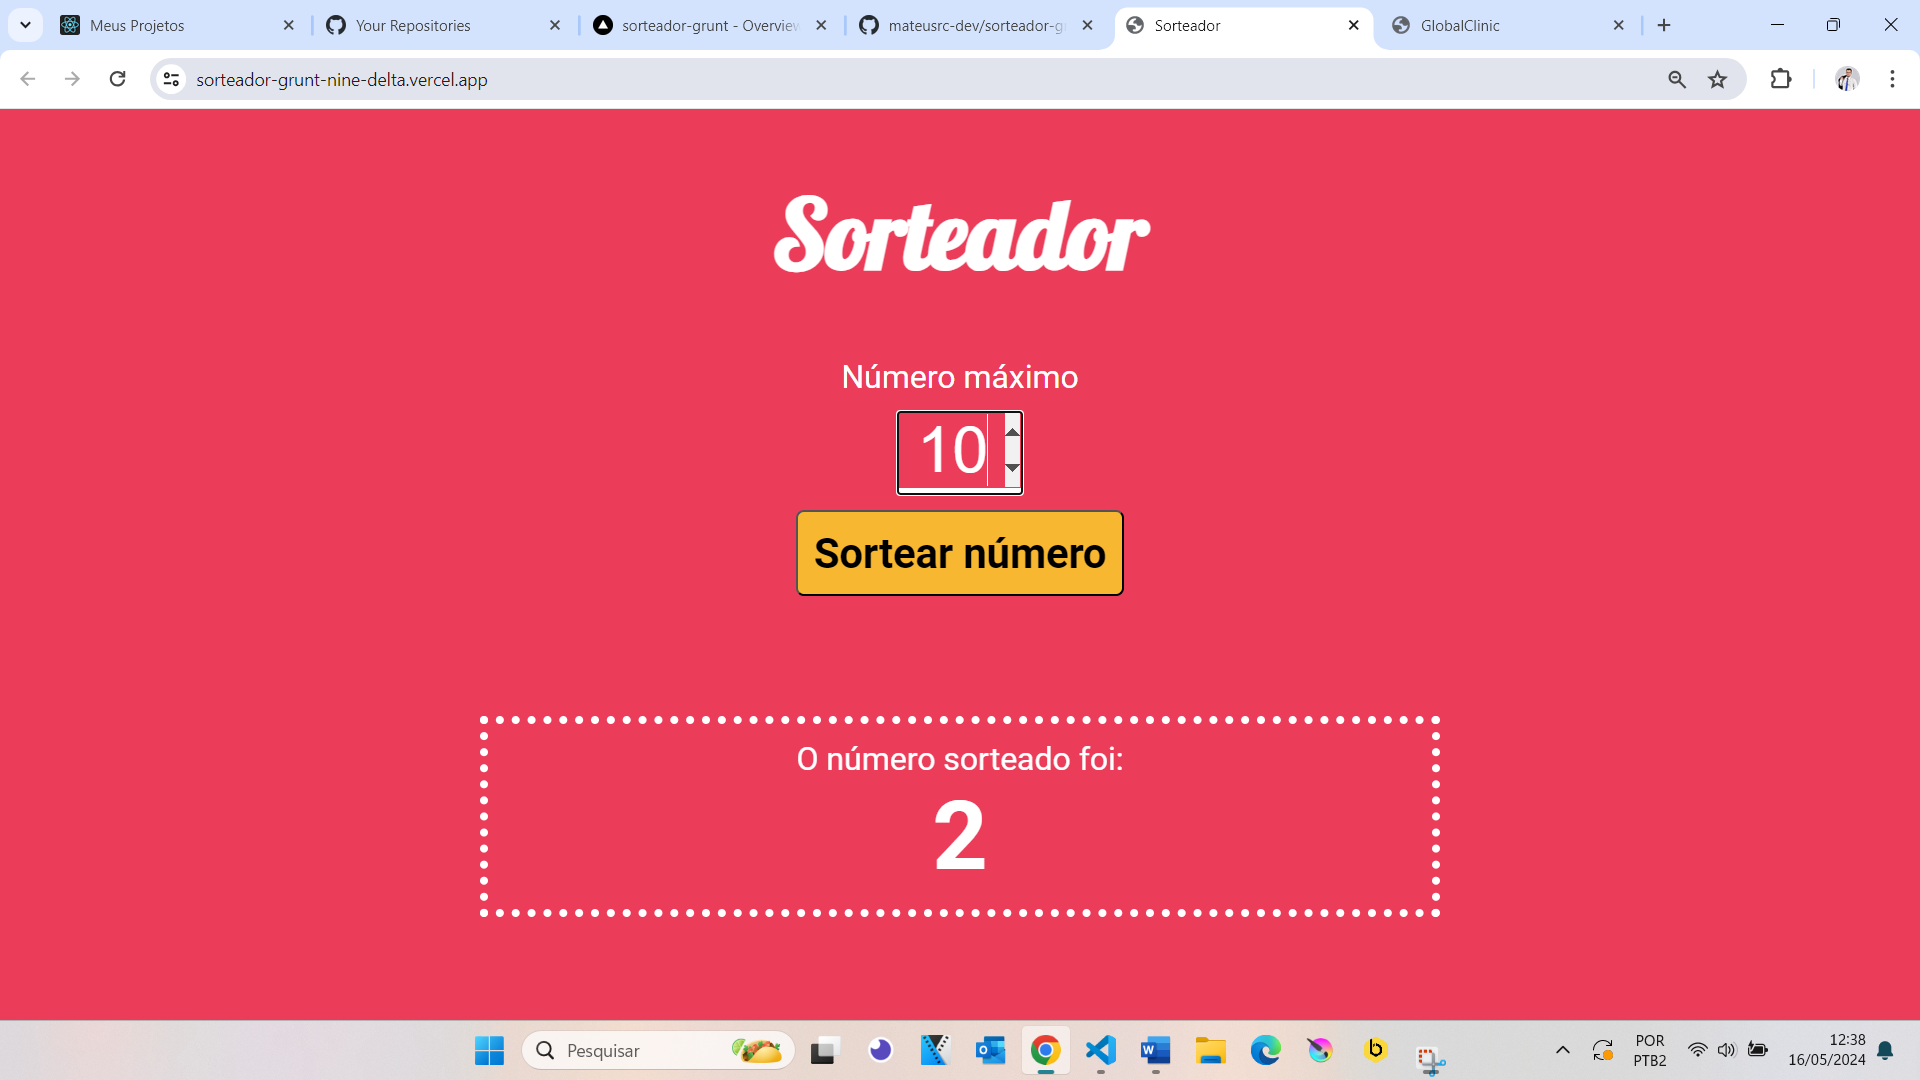 Meus Projetos
Your Repositories
sorteador-grunt - Overview
mateusrc-dev/sorteador-g
Sorteador
GlobalClinic
sorteador-grunt-nine-delta.vercel.app
Sorteador
Número máximo
10
Sortear número
O número sorteado foi:
2
Pesquisar
POR
PTB2
12:38
16/05/2024